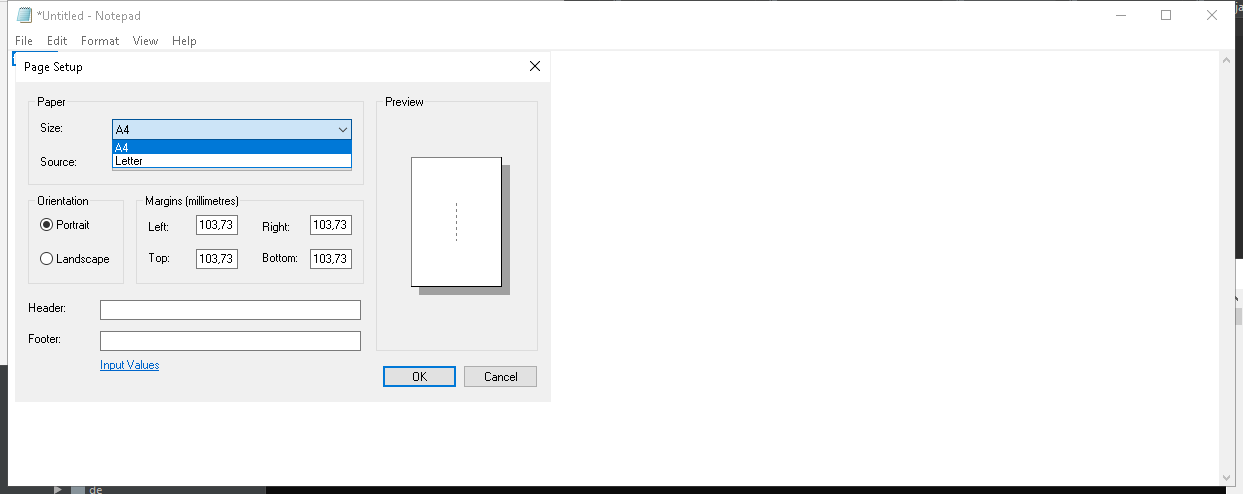 *Untitled - Notepad
File Edit Format View Help
Page Setup
Paper
Size: A4
A4
Letter
Source:
Orientation
Portrait
Landscape
Margins (millimetres)
Left: 103,73 Right: 103,73
Top: 103,73 Bottom: 103,73
Header:
Footer:
Input Values
Preview
OK Cancel
de